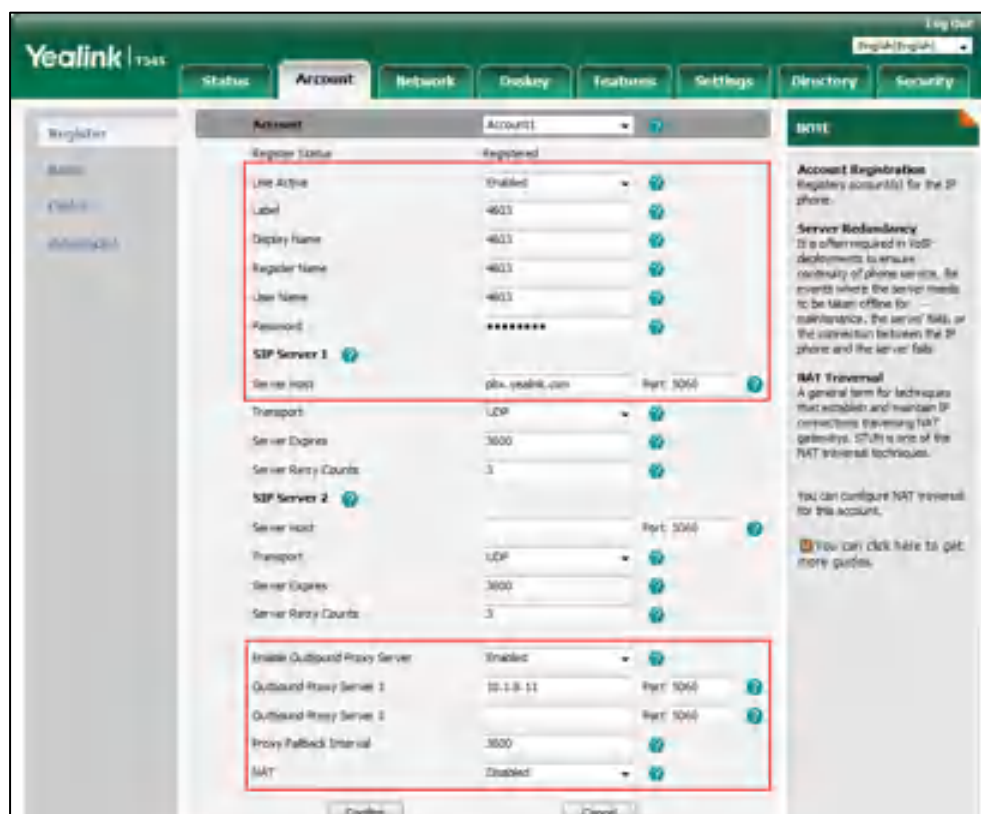 Log Out
English(English)
Yealink
Status Account Network Dsskey Features Settings Directory Security
Register
Basic
Codec
Advanced
Account Account1
Register Status Registered
Line Active Enabled
Label 4603
Display Name 4603
Register Name 4603
User Name 4603
Password ••••••••
SIP Server 1
Server Host pbx.yealink.com Port 5060
Transport UDP
Server Expires 3600
Server Retry Counts 3
SIP Server 2
Server Host Port 5060
Transport UDP
Server Expires 3600
Server Retry Counts 3
Enable Outbound Proxy Server Enabled
Outbound Proxy Server 1 Port 5060
Outbound Proxy Server 2 Port 5060
Proxy Fallback Interval 3600
NAT Disabled
Confirm Cancel
NOTE
Account Registration
Registers account(s) for the IP
phone.
Server Redundancy
It is often required in VoIP
deployments to ensure
continuity of phone service, for
events where the server needs
to be taken offline for
maintenance, the server fails, or
the connection between the IP
phone and the server fails.
NAT Traversal
A general term for techniques
that establish and maintain IP
connections traversing NAT
gateways. STUN is one of the
NAT traversal techniques.
You can configure NAT traversal
for this account.
You can click here to get
more guides.